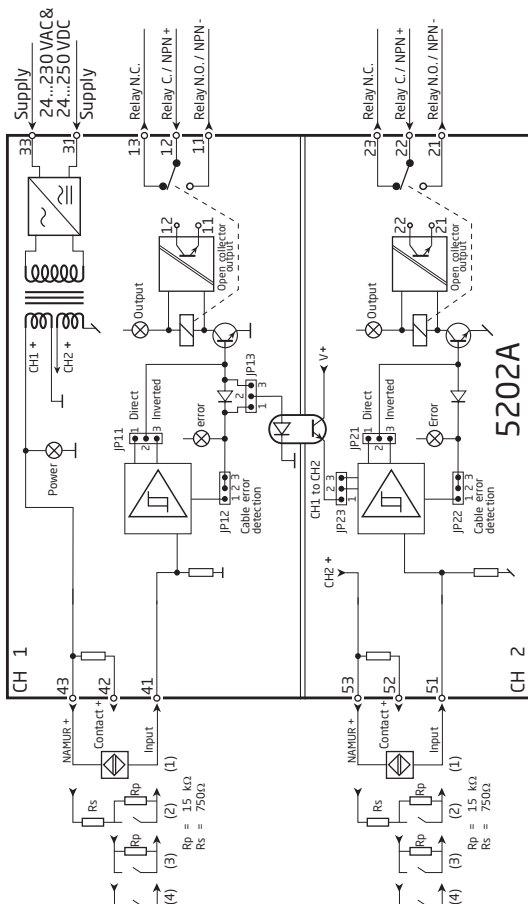 Supply
24...230 VAC &
24...250 VDC
Supply
33
31
Relay N.C.
Relay C. / NPN +
Relay N.O. / NPN -
13
12
11
Relay N.C.
Relay C. / NPN +
Relay N.O. / NPN -
23
22
21
CH1 +
CH2 +
Power
12
11
Open collector
output
Output
JP11
Direct
Inverted
1
2
3
error
JP13
1
2
3
JP12
1 2 3
Cable error
detection
V+
CH1 to CH2
JP23
1 2 3
22
21
Open collector
output
Output
JP21
Direct
Inverted
1
2
3
Error
JP22
1 2 3
Cable error
detection
5202A
CH2 +
CH 1
43
42
41
CH 2
53
52
51
NAMUR +
Contact +
Input
(1)
Rs
Rp
(2)
Rp = 15 kΩ
Rs = 750Ω
Rp
(3)
(4)
NAMUR +
Contact +
Input
(1)
Rs
Rp
(2)
Rp = 15 kΩ
Rs = 750Ω
Rp
(3)
(4)